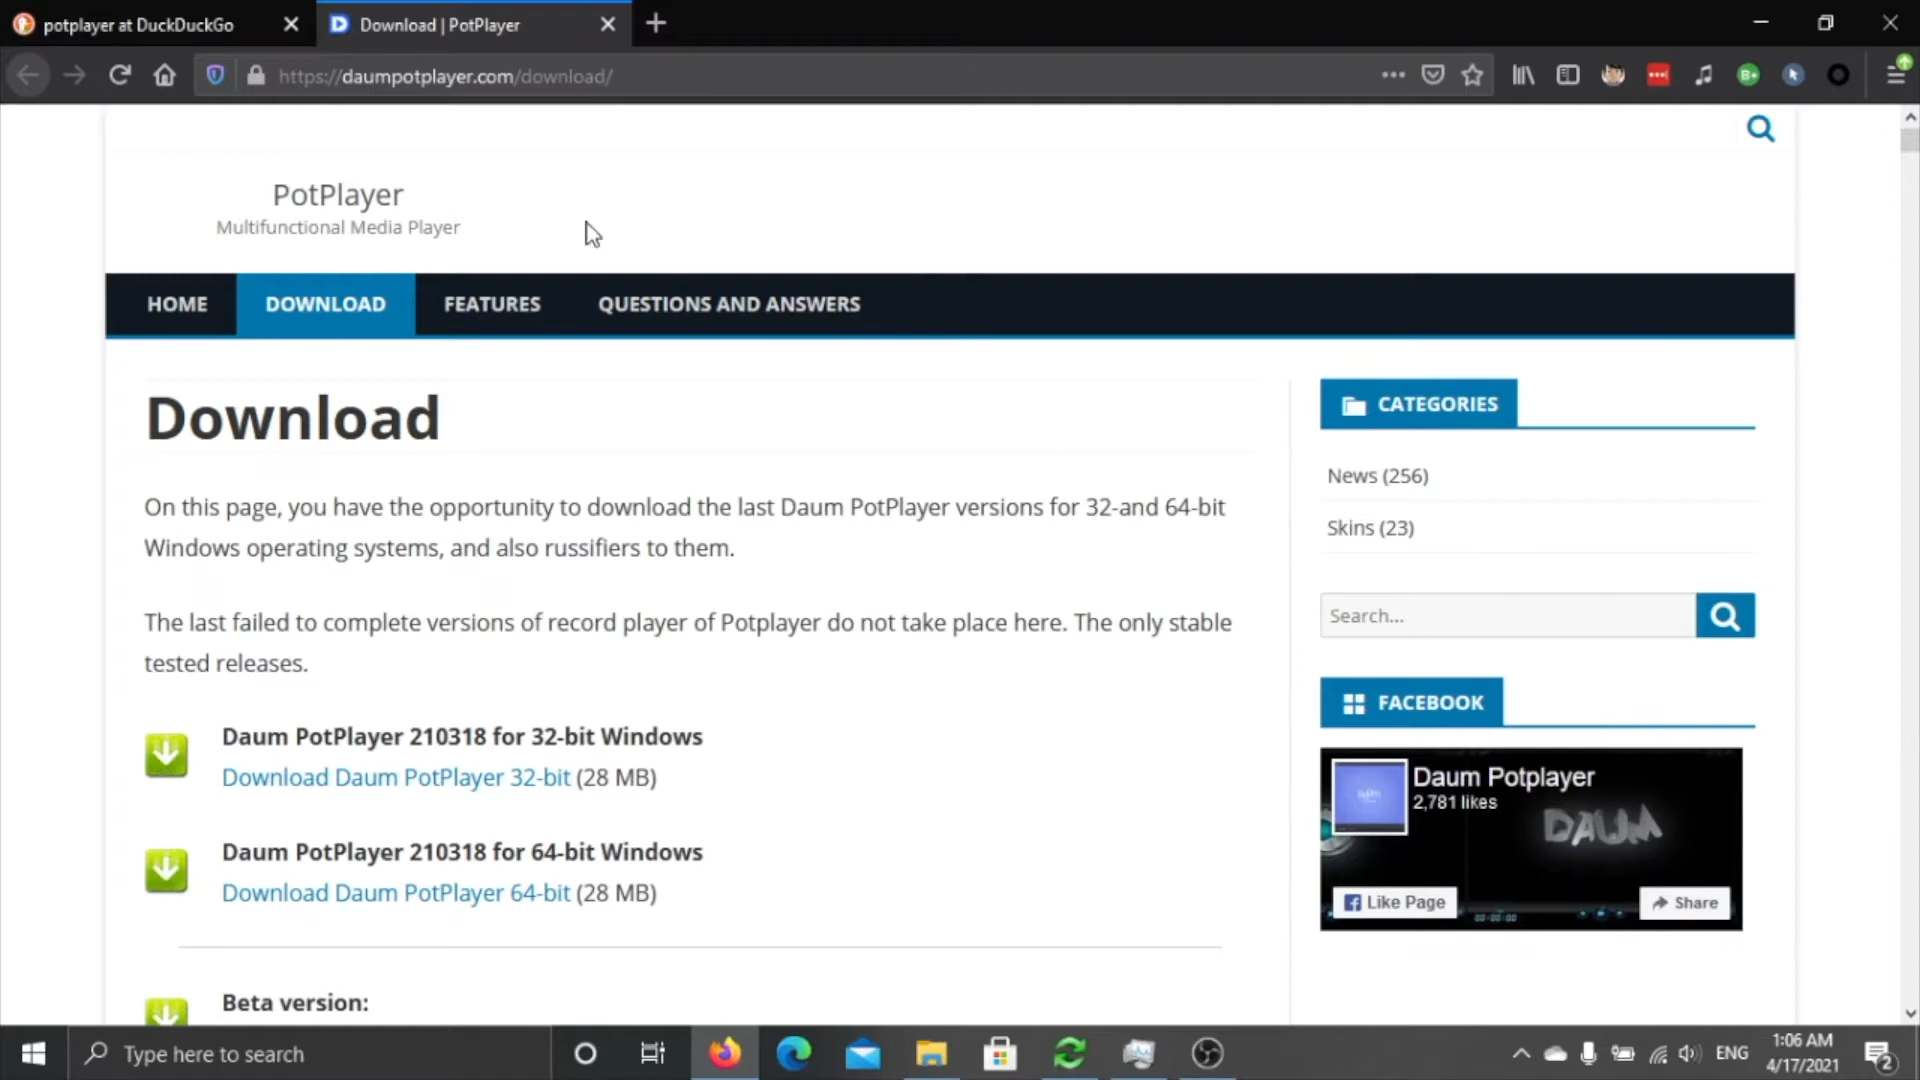 potplayer at DuckDuckGo
Download | PotPlayer
https://daumpotplayer.com/download/
PotPlayer
Multifunctional Media Player
HOME
DOWNLOAD
FEATURES
QUESTIONS AND ANSWERS
Download
On this page, you have the opportunity to download the last Daum PotPlayer versions for 32-and 64-bit
Windows operating systems, and also russifiers to them.
The last failed to complete versions of record player of Potplayer do not take place here. The only stable
tested releases.
Daum PotPlayer 210318 for 32-bit Windows
Download Daum PotPlayer 32-bit (28 MB)
Daum PotPlayer 210318 for 64-bit Windows
Download Daum PotPlayer 64-bit (28 MB)
Beta version:
CATEGORIES
News (256)
Skins (23)
Search...
FACEBOOK
Daum Potplayer
2,781 likes
DAUM
Like Page
Share
00:00:00
Type here to search
ENG
1:06 AM
4/17/2021
2